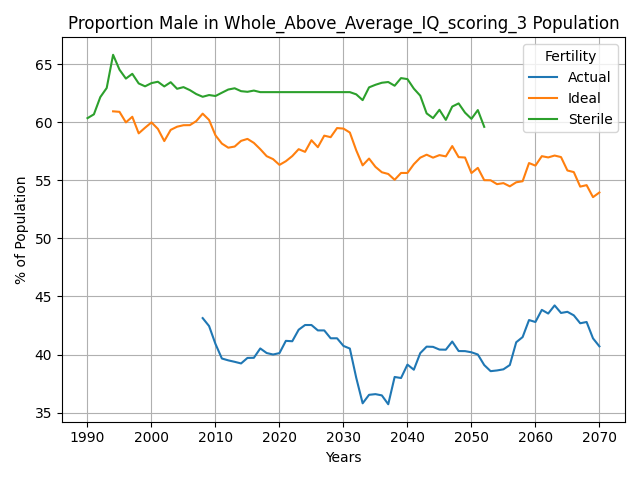 Proportion Male in Whole_Above_Average_IQ_scoring_3 Population
Fertility
Actual
Ideal
Sterile
% of Population
65
60
55
50
45
40
35
1990 2000 2010 2020 2030 2040 2050 2060 2070
Years